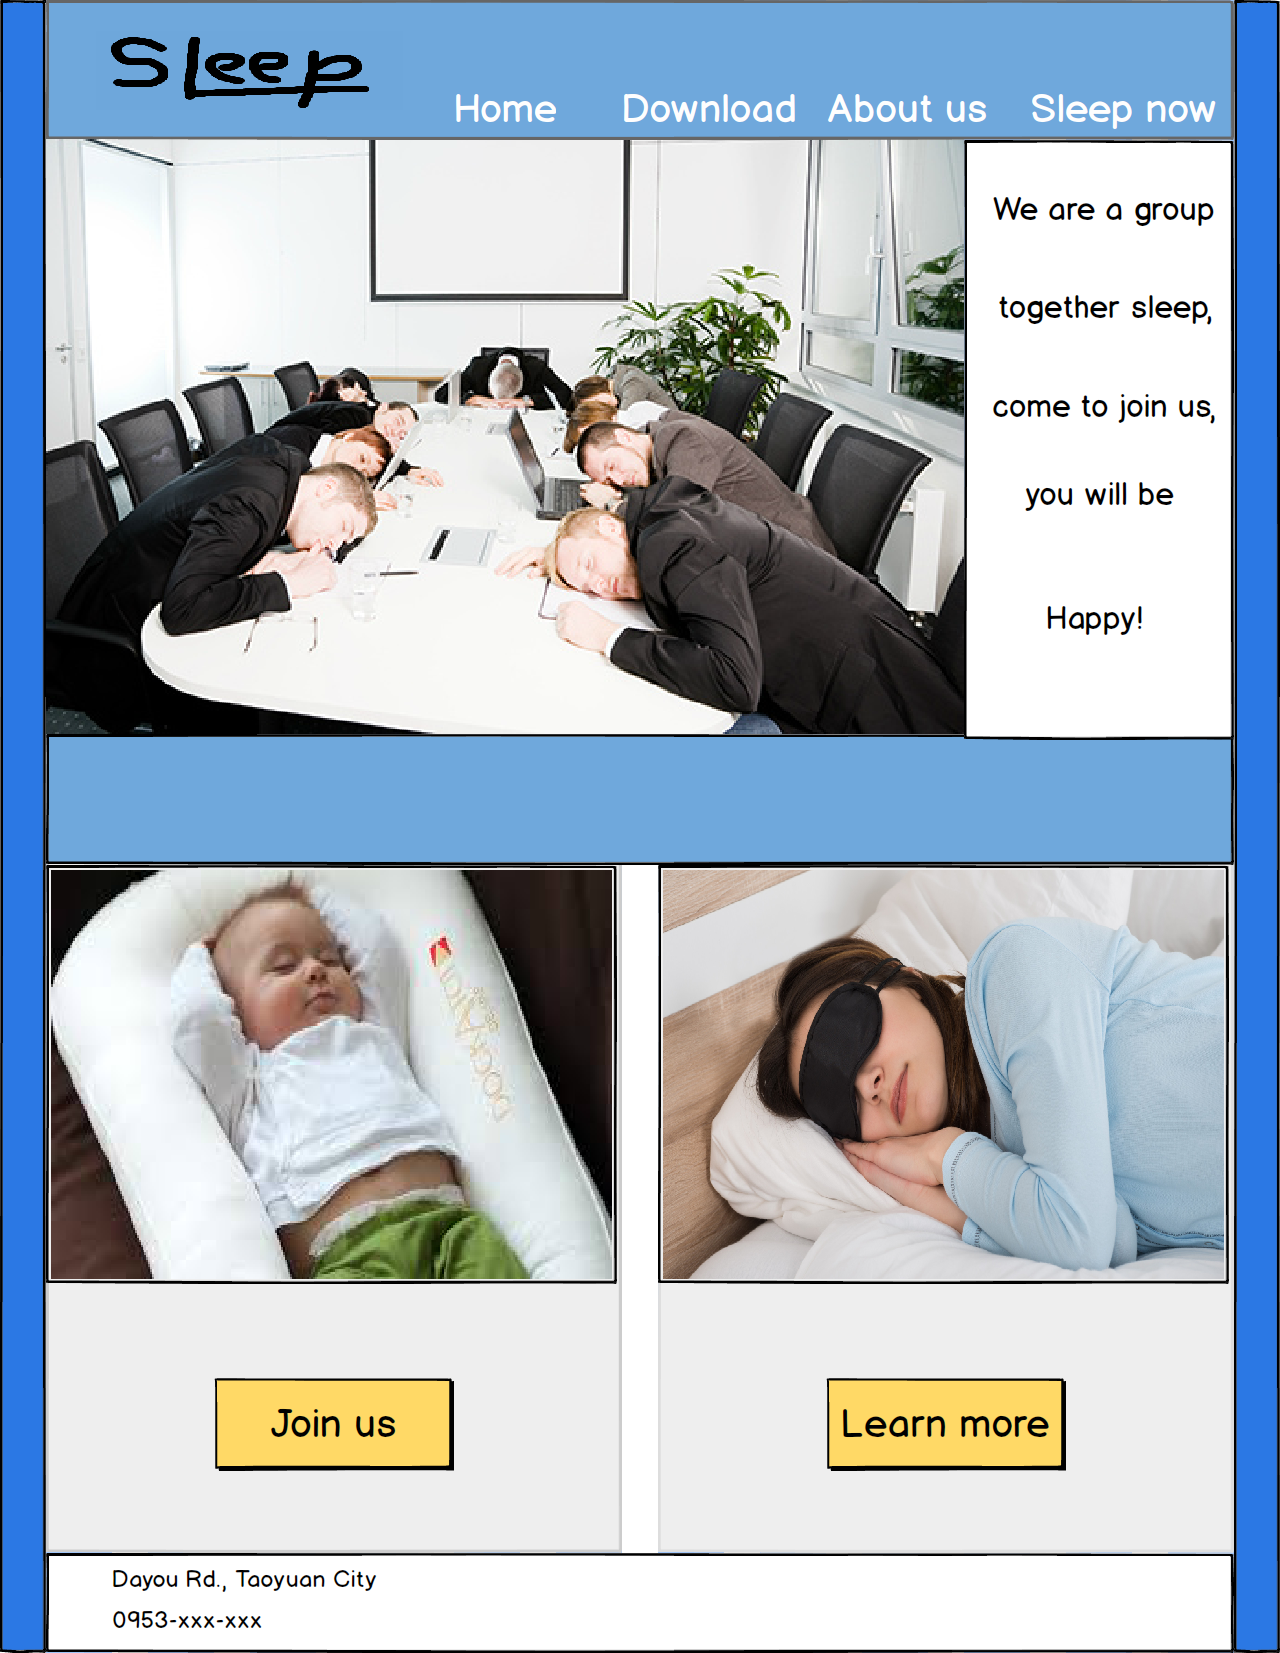 Sleep
Home Download About us Sleep now
We are a group
together sleep,
come to join us,
you will be
Happy!
Join us
Learn more
Dayou Rd., Taoyuan City
0953-xxx-xxx